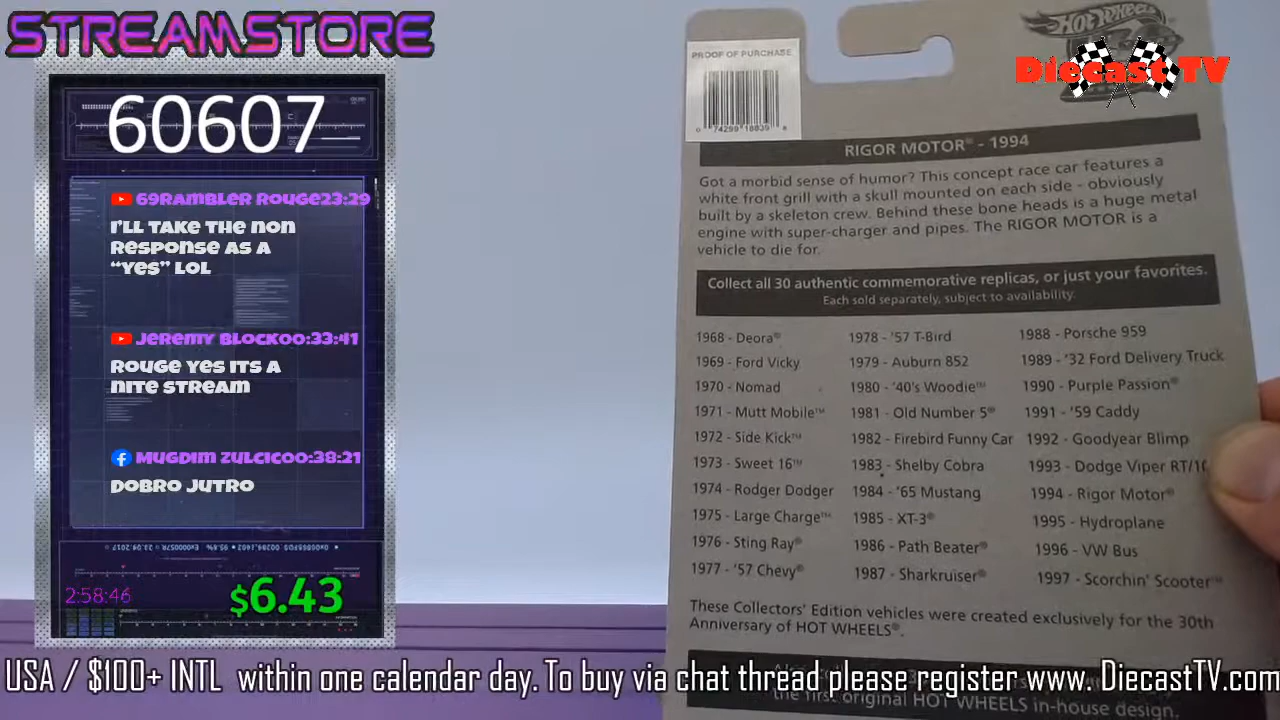 STREAMSTORE
60607
69Rambler Rouge23:29
I'LL TAKE THE NON
RESPONSE AS A
"YES" LOL
Jeremy Block00:33:41
ROUGE YES ITS A
NITE STREAM
Mugdim Zulcic00:38:21
DOBRO JUTRO
2:58:46
$6.43
HOT WHEELS
Diecast TV
PROOF OF PURCHASE
RIGOR MOTOR® - 1994
Got a morbid sense of humor? This concept race car features a
white front grill with a skull mounted on each side - obviously
built by a skeleton crew. Behind these bone heads is a huge metal
engine with super-charger and pipes. The RIGOR MOTOR is a
vehicle to die for.
Collect all 30 authentic commemorative replicas, or just your favorites.
Each sold separately, subject to availability.
1968 - Deora®
1969 - Ford Vicky
1970 - Nomad
1971 - Mutt Mobile™
1972 - Side Kick™
1973 - Sweet 16™
1974 - Rodger Dodger
1975 - Large Charge™
1976 - Sting Ray®
1977 - '57 Chevy®
1978 - '57 T-Bird
1979 - Auburn 852
1980 - '40's Woodie™
1981 - Old Number 5®
1982 - Firebird Funny Car
1983 - Shelby Cobra
1984 - '65 Mustang
1985 - XT-3®
1986 - Path Beater®
1987 - Sharkruiser®
1988 - Porsche 959
1989 - '32 Ford Delivery Truck
1990 - Purple Passion®
1991 - '59 Caddy
1992 - Goodyear Blimp
1993 - Dodge Viper RT/10
1994 - Rigor Motor®
1995 - Hydroplane
1996 - VW Bus
1997 - Scorchin' Scooter™
These Collectors' Edition vehicles were created exclusively for the 30th
Anniversary of HOT WHEELS®.
the first original HOT WHEELS in-house design.
USA / $100+ INTL within one calendar day. To buy via chat thread please register www. DiecastTV.com